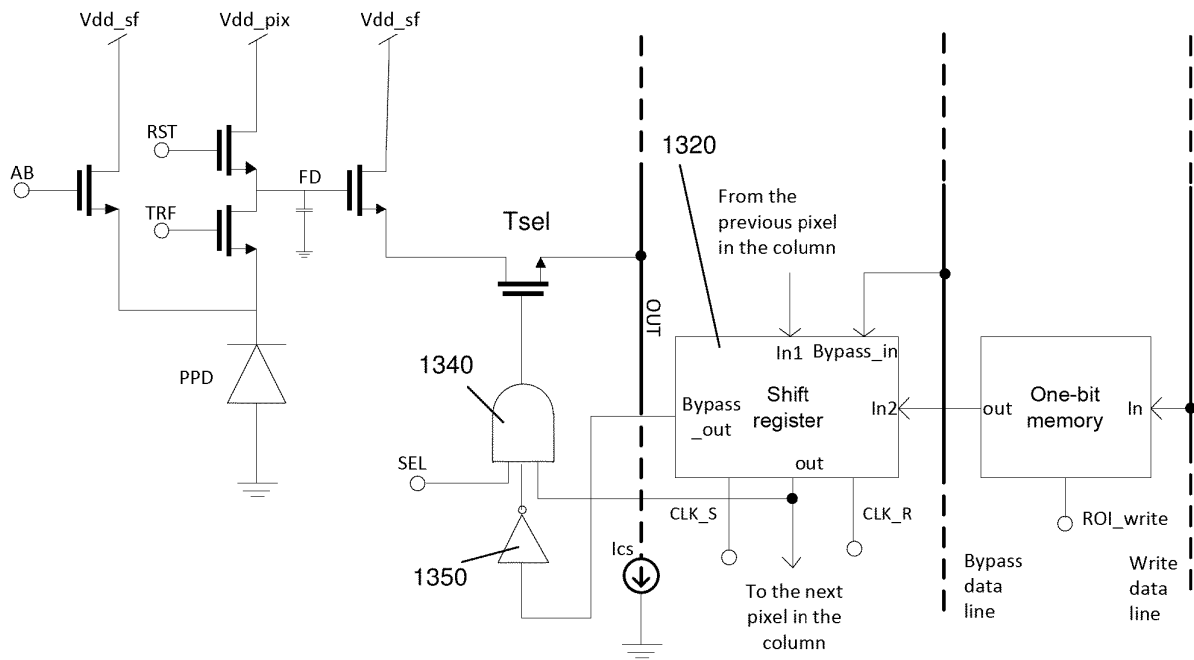 Vdd_sf
Vdd_pix
Vdd_sf
RST
AB
FD
TRF
Tsel
1320
From the
previous pixel
in the column
OUT
In1
Bypass_in
PPD
1340
Bypass
_out
Shift
register
In2
out
One-bit
memory
In
out
SEL
CLK_S
CLK_R
ROI_write
1350
Ics
To the next
pixel in the
column
Bypass
data
line
Write
data
line